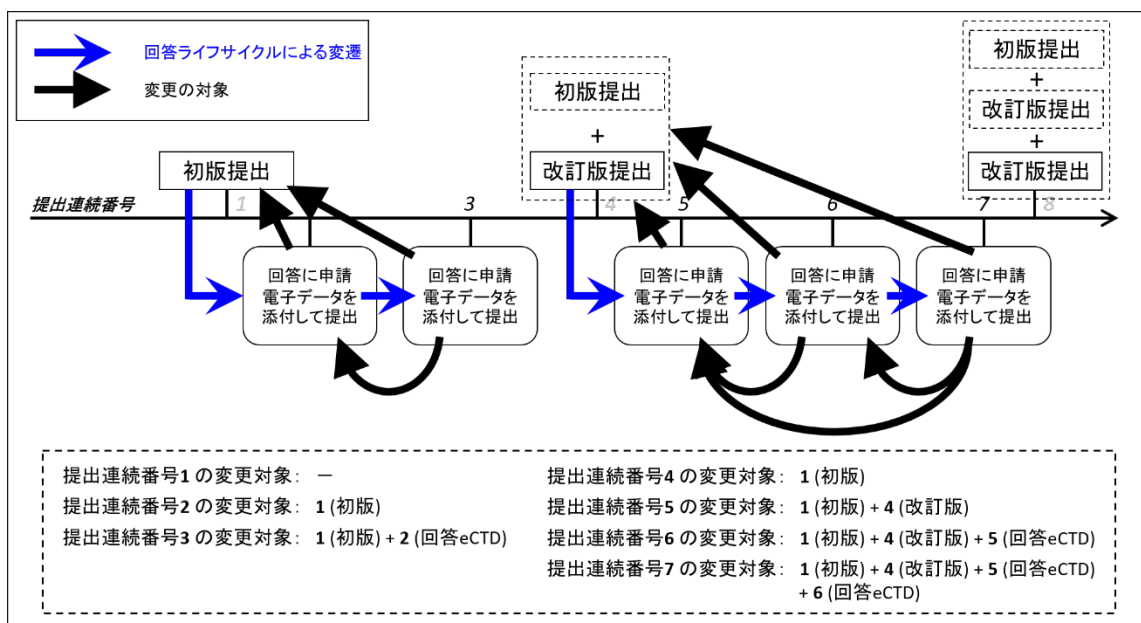 回答ライフサイクルによる変遷
変更の対象
初版提出
初版提出
+
改訂版提出
初版提出
+
改訂版提出
+
改訂版提出
提出連続番号
1
3
4
5
6
7
8
回答に申請
電子データを
添付して提出
回答に申請
電子データを
添付して提出
回答に申請
電子データを
添付して提出
回答に申請
電子データを
添付して提出
回答に申請
電子データを
添付して提出
提出連続番号1 の変更対象: －
提出連続番号2 の変更対象: 1 (初版)
提出連続番号3 の変更対象: 1 (初版) + 2 (回答eCTD)
提出連続番号4 の変更対象: 1 (初版)
提出連続番号5 の変更対象: 1 (初版) + 4 (改訂版)
提出連続番号6 の変更対象: 1 (初版) + 4 (改訂版) + 5 (回答eCTD)
提出連続番号7 の変更対象: 1 (初版) + 4 (改訂版) + 5 (回答eCTD)
+ 6 (回答eCTD)